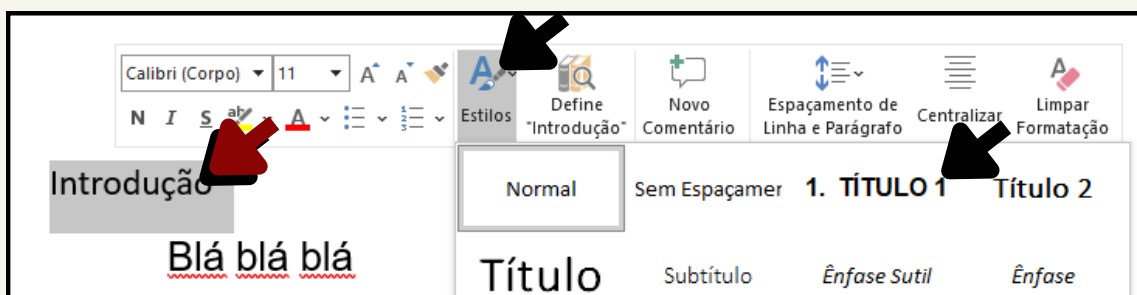 Calibri (Corpo) 11 A A
N I S ab A
Estilos
Define
"Introdução"
Novo
Comentário
Espaçamento de
Linha e Parágrafo
Centralizar
Limpar
Formatação
Introdução
Blá blá blá
Normal Sem Espaçamer 1. TÍTULO 1 Título 2
Título Subtítulo Ênfase Sutil Ênfase